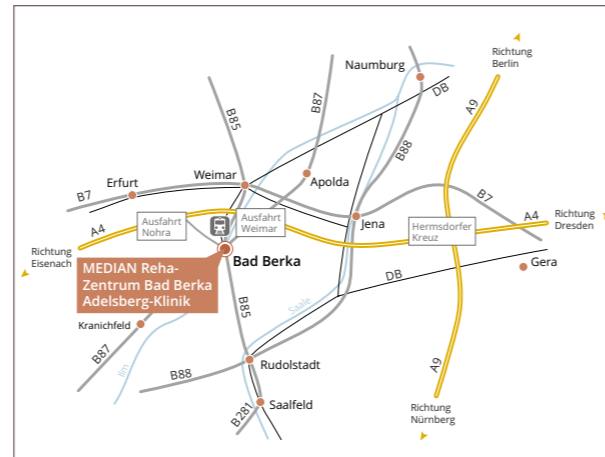 Richtung
Berlin
Naumburg
DB
A9
B87
B85
B88
Weimar
Apolda
Erfurt
B7
B7
Ausfahrt
Nohra
Ausfahrt
Weimar
Jena
Hermsdorfer
Kreuz
A4
Richtung
Dresden
A4
Richtung
Eisenach
Bad Berka
Gera
MEDIAN Reha-
Zentrum Bad Berka
Adelsberg-Klinik
DB
B85
Saale
Kranichfeld
B87
Ilm
Rudolstadt
B88
A9
Saalfeld
B281
Richtung
Nürnberg